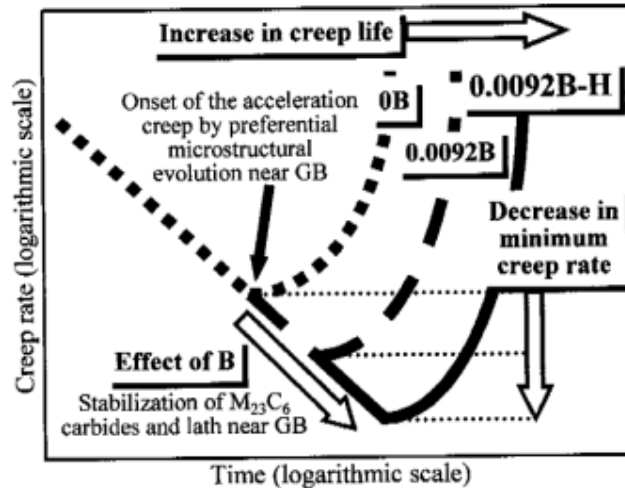 Increase in creep life
Onset of the acceleration
creep by preferential
microstructural
evolution near GB
0B
0.0092B
0.0092B-H
Decrease in
minimum
creep rate
Effect of B
Stabilization of M₂₃C₆
carbides and lath near GB
Creep rate (logarithmic scale)
Time (logarithmic scale)